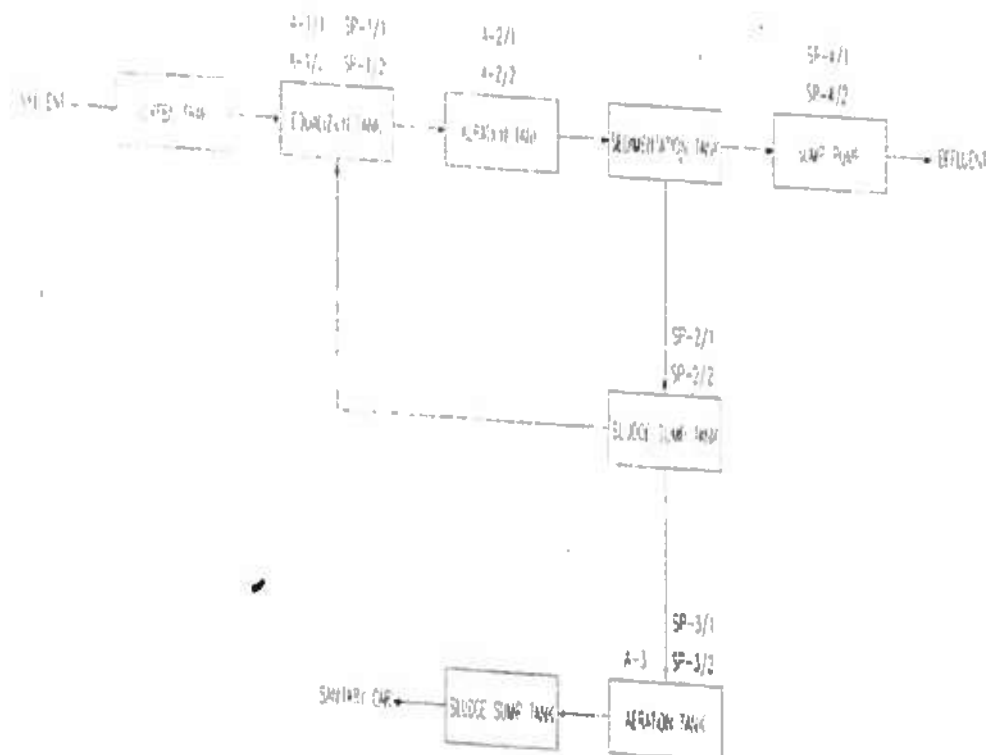 A-1/1 SP-1/1
SP-1/2
A-2/1
A-2/2
SP-4/1
SP-4/2
TANK
TANK
AERATION TANK
SEDIMENTATION TANK
SUMP PUMP
EFFLUENT
SP-2/1
SP-2/2
SLUDGE SUMP TANK
SP-3/1
A-3 SP-3/2
SANITARY CAR
SLUDGE SUMP TANK
AERATION TANK